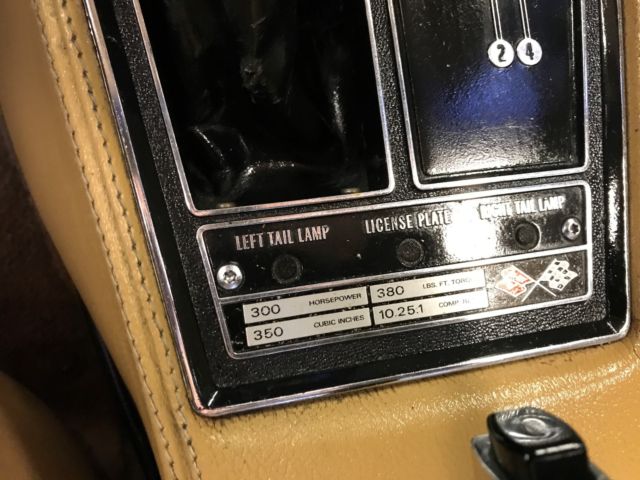 2 4
LEFT TAIL LAMP LICENSE PLATE RIGHT TAIL LAMP
300 HORSEPOWER 380 LBS. FT. TORQ
350 CUBIC INCHES 10.25.1 COMP.